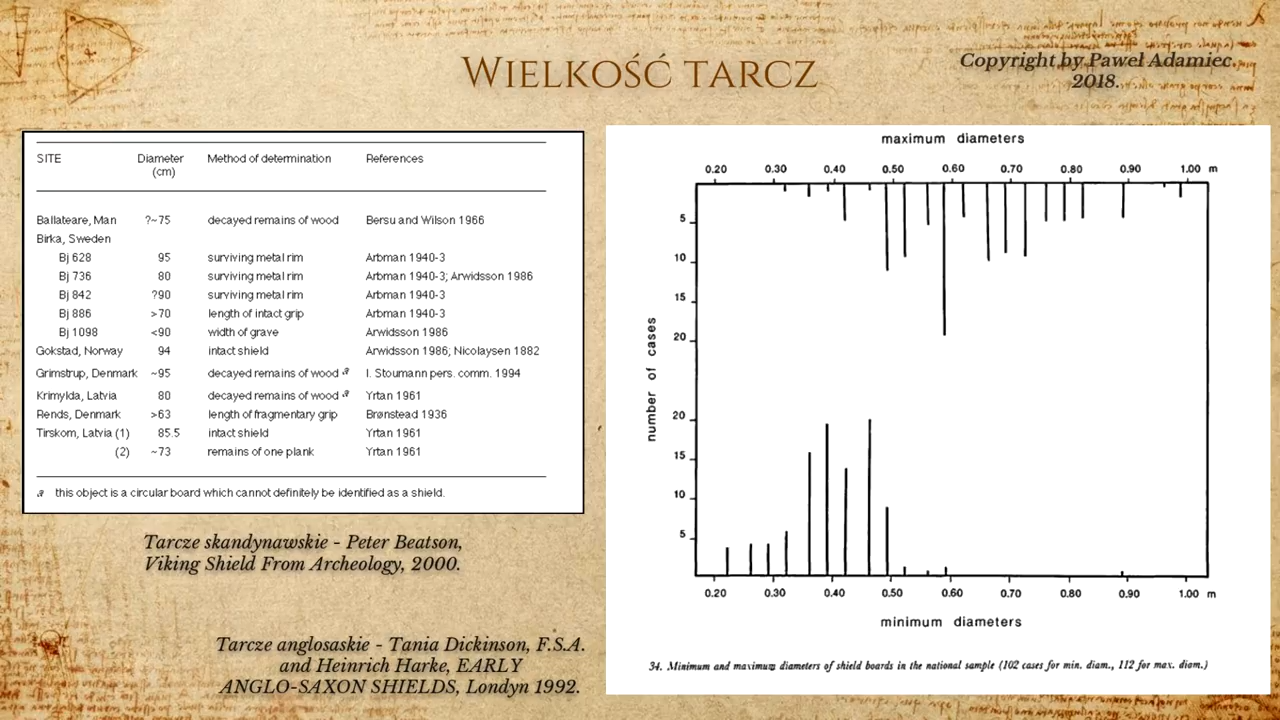 WIELKOŚĆ TARCZ
Copyright by Paweł Adamiec,
2018.
SITE Diameter (cm) Method of determination References
Ballateare, Man ?~75 decayed remains of wood Bersu and Wilson 1966
Birka, Sweden
Bj 628 95 surviving metal rim Arbman 1940-3
Bj 736 80 surviving metal rim Arbman 1940-3; Arwidsson 1986
Bj 842 ?90 surviving metal rim Arbman 1940-3
Bj 886 >70 length of intact grip Arbman 1940-3
Bj 1098 <90 width of grave Arwidsson 1986
Gokstad, Norway 94 intact shield Arwidsson 1986; Nicolaysen 1882
Grimstrup, Denmark ~95 decayed remains of wood a I. Stoumann pers. comm. 1994
Krimylda, Latvia 80 decayed remains of wood a Yrtan 1961
Rends, Denmark >63 length of fragmentary grip Brønstead 1936
Tirskom, Latvia (1) 85.5 intact shield Yrtan 1961
(2) ~73 remains of one plank Yrtan 1961
a this object is a circular board which cannot definitely be identified as a shield.
Tarcze skandynawskie - Peter Beatson,
Viking Shield From Archeology, 2000.
Tarcze anglosaskie - Tania Dickinson, F.S.A.
and Heinrich Harke, EARLY
ANGLO-SAXON SHIELDS, Londyn 1992.
maximum diameters
0.20 0.30 0.40 0.50 0.60 0.70 0.80 0.90 1.00 m
5
10
15
20
number of cases
20
15
10
5
0.20 0.30 0.40 0.50 0.60 0.70 0.80 0.90 1.00 m
minimum diameters
34. Minimum and maximum diameters of shield boards in the national sample (102 cases for min. diam., 112 for max. diam.)